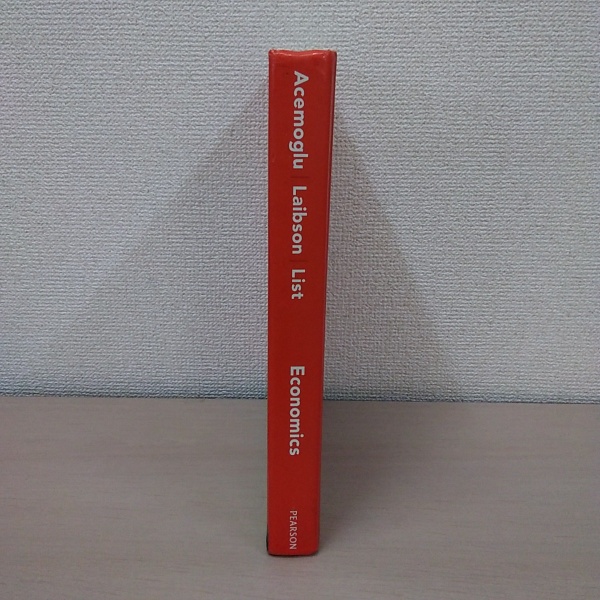 Acemoglu | Laibson | List
Economics
PEARSON